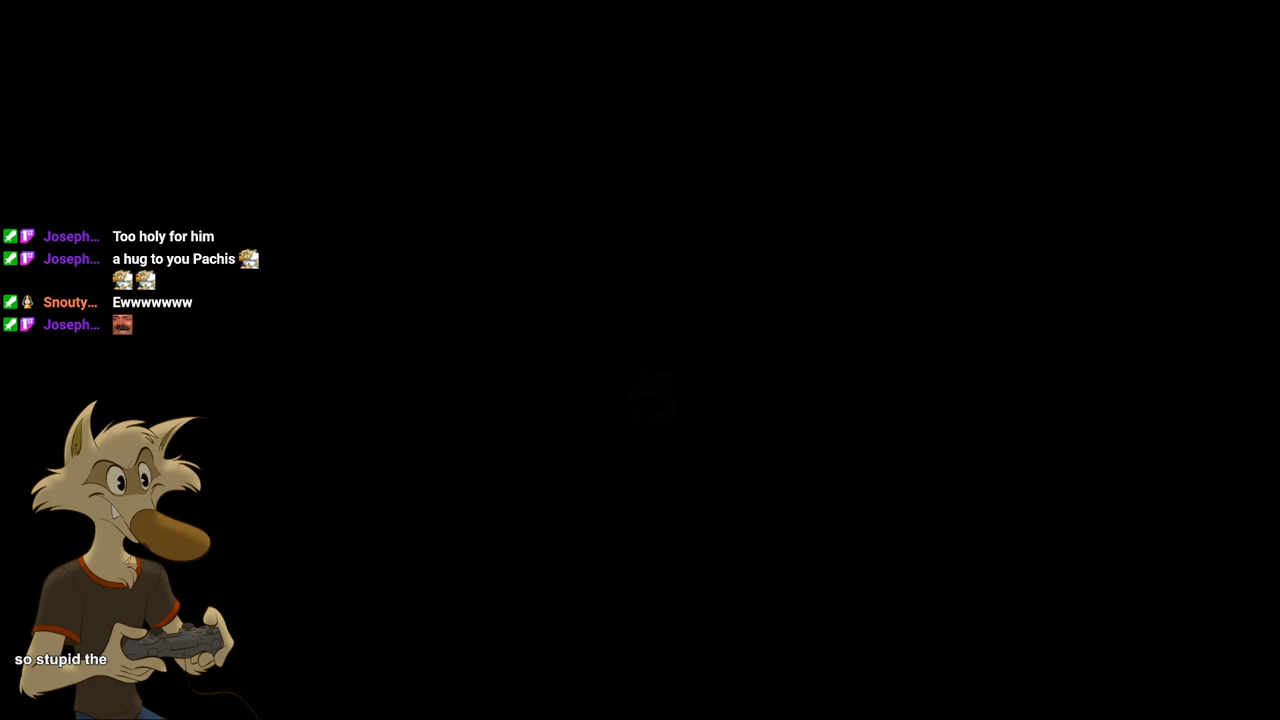 Joseph... Too holy for him
Joseph... a hug to you Pachis
Snouty... Ewwwwwww
Joseph...
so stupid the